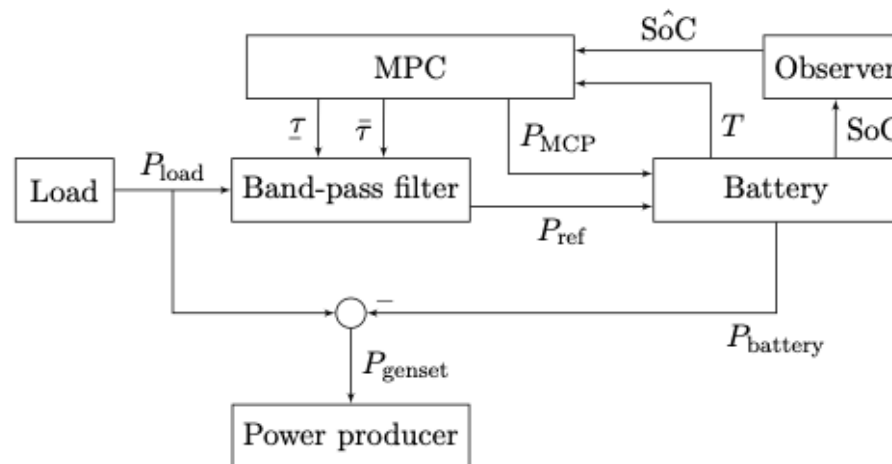 SôC
MPC
Observer
τ̲
τ̄
P_MCP
T
SoC
P_load
Load
Band-pass filter
Battery
P_ref
−
P_battery
P_genset
Power producer